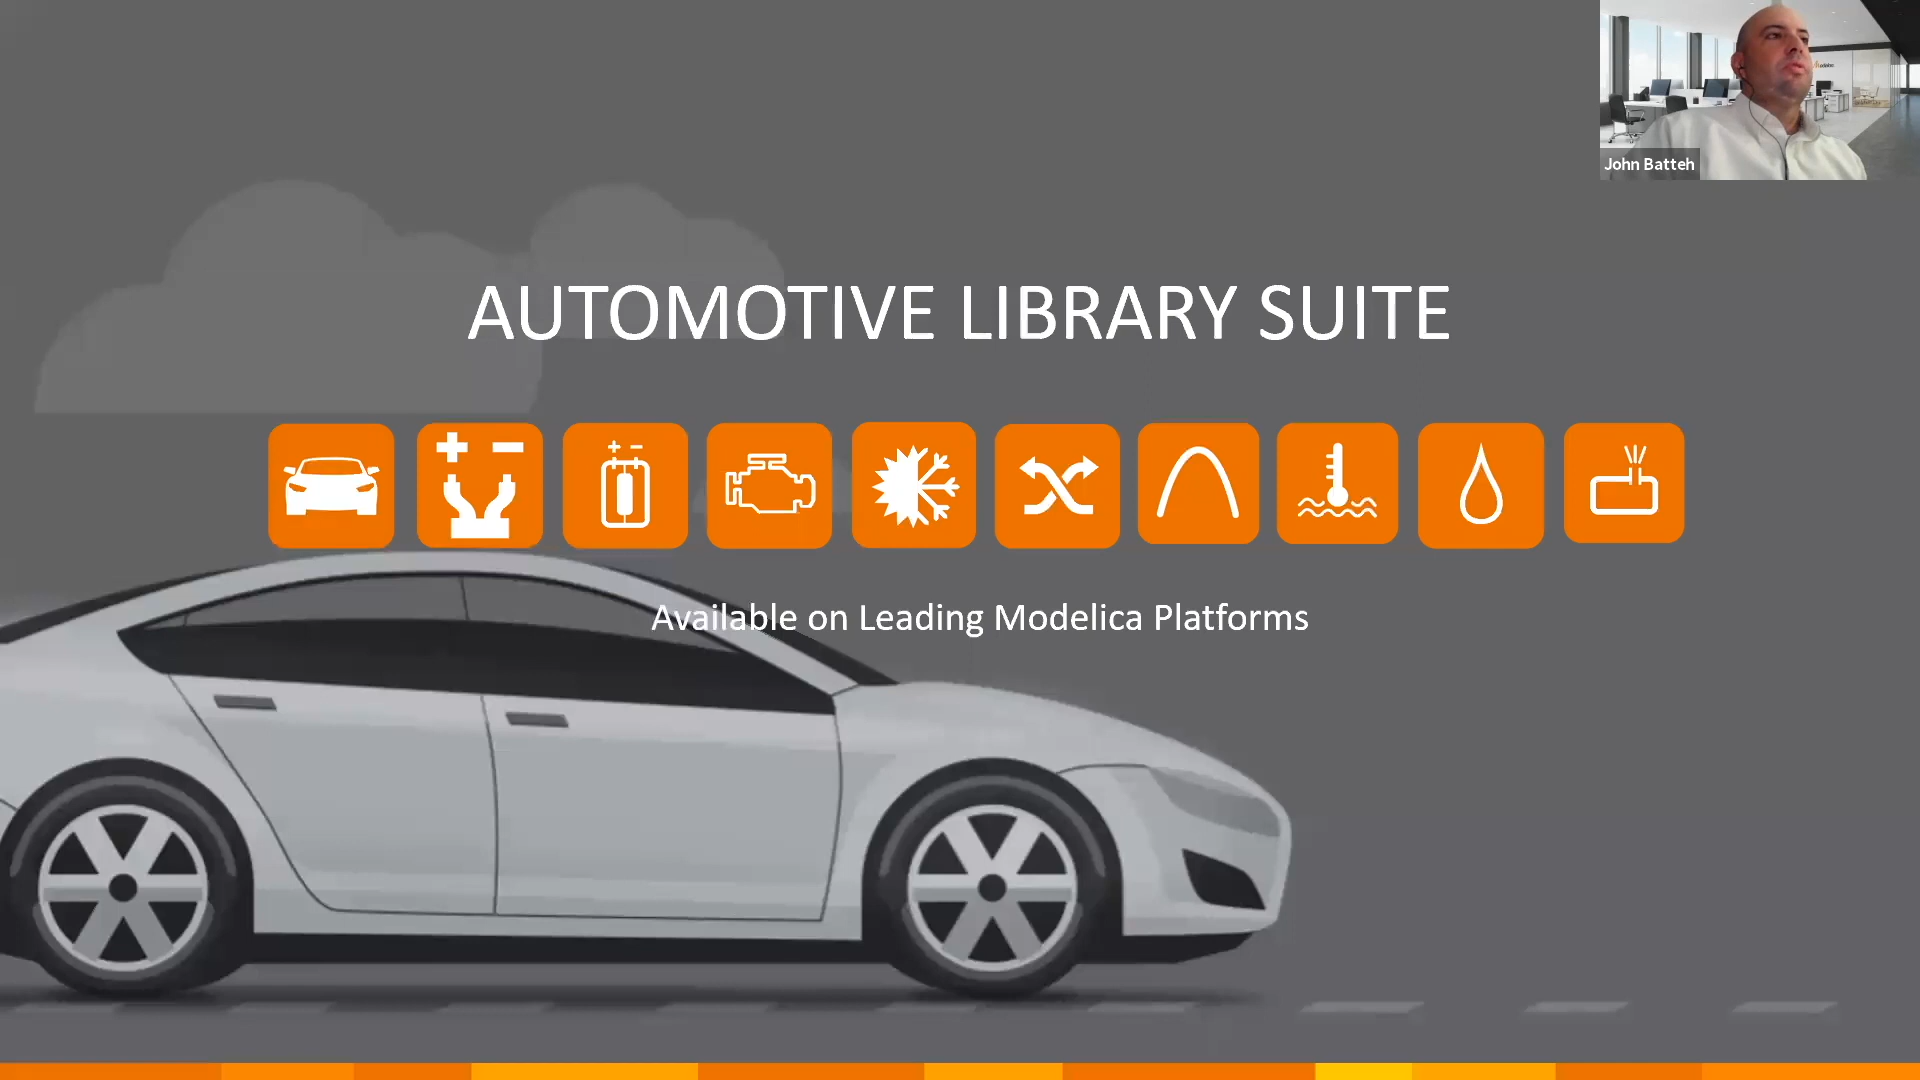 AUTOMOTIVE LIBRARY SUITE
Available on Leading Modelica Platforms
John Batteh